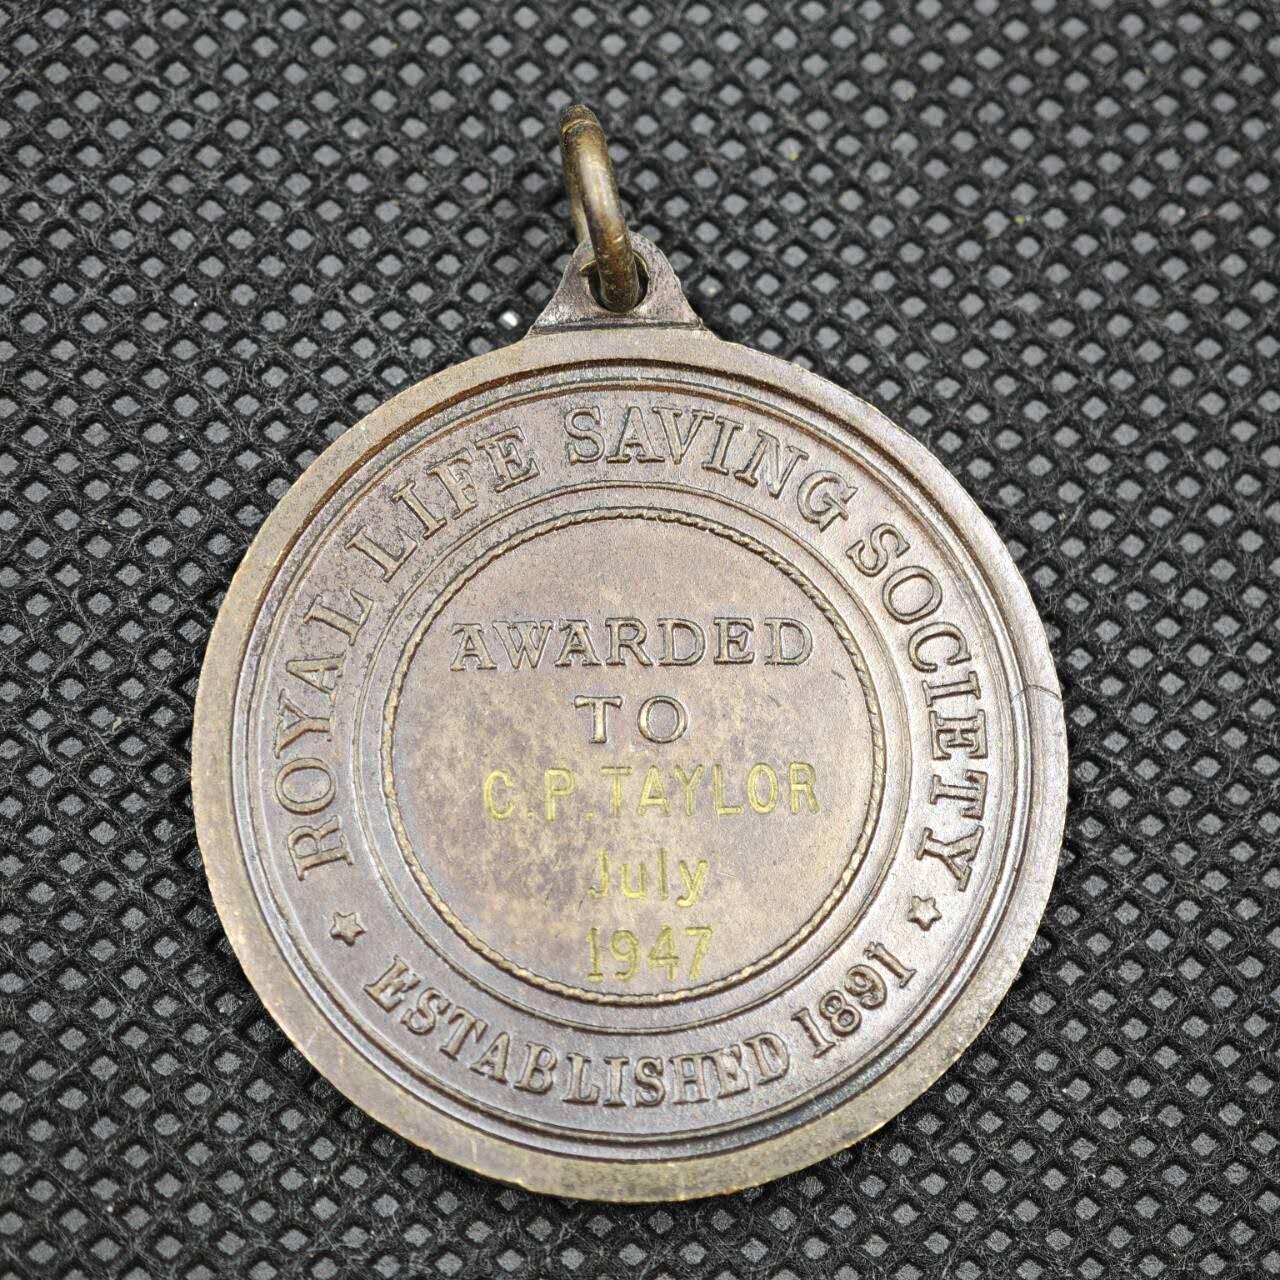 ROYAL LIFE SAVING SOCIETY
AWARDED
TO
C.P.TAYLOR
July
1947
ESTABLISHED 1891